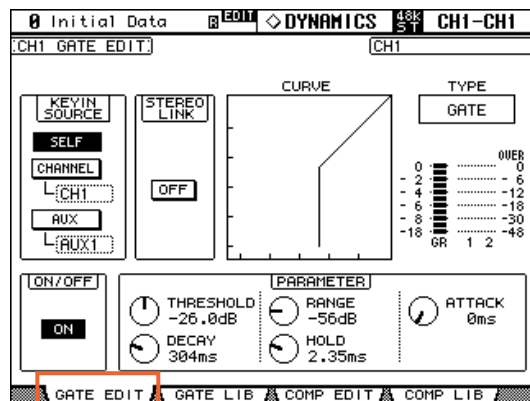 0 Initial Data B EDIT ◇DYNAMICS 48k ST CH1-CH1
CH1 GATE EDIT CH1
KEYIN SOURCE
SELF
CHANNEL
CH1
AUX
AUX1
STEREO LINK
OFF
CURVE
TYPE
GATE
OVER
0 0
-2 -6
-4 -12
-6 -18
-8 -30
-18 -48
GR 1 2
ON/OFF
ON
PARAMETER
THRESHOLD -26.0dB
RANGE -56dB
ATTACK 0ms
DECAY 304ms
HOLD 2.35ms
GATE EDIT GATE LIB COMP EDIT COMP LIB